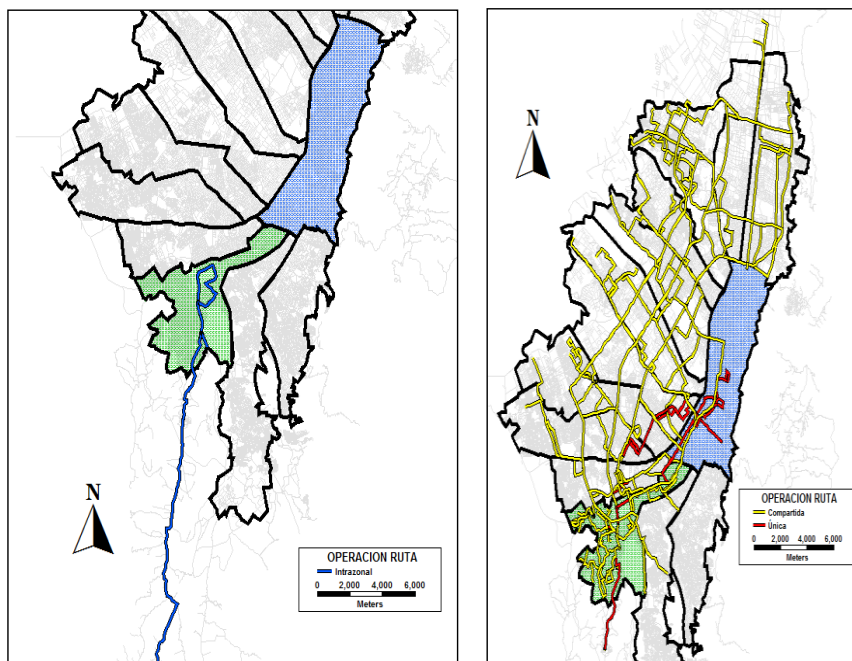 N
OPERACION RUTA
Intrazonal
0 2,000 4,000 6,000
Meters
N
OPERACION RUTA
Compartida
Única
0 2,000 4,000 6,000
Meters